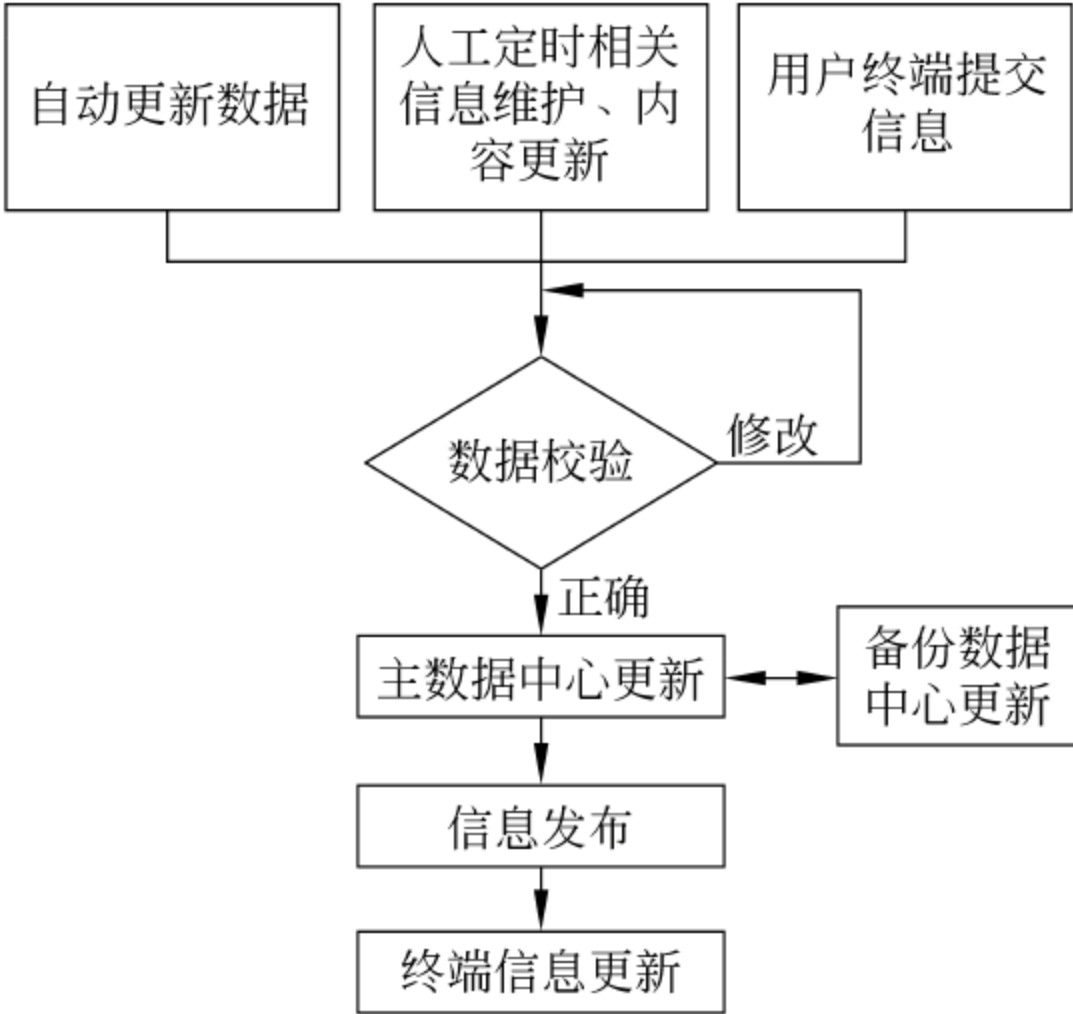 自动更新数据
人工定时相关
信息维护、内
容更新
用户终端提交
信息
数据校验
修改
正确
主数据中心更新
备份数据
中心更新
信息发布
终端信息更新